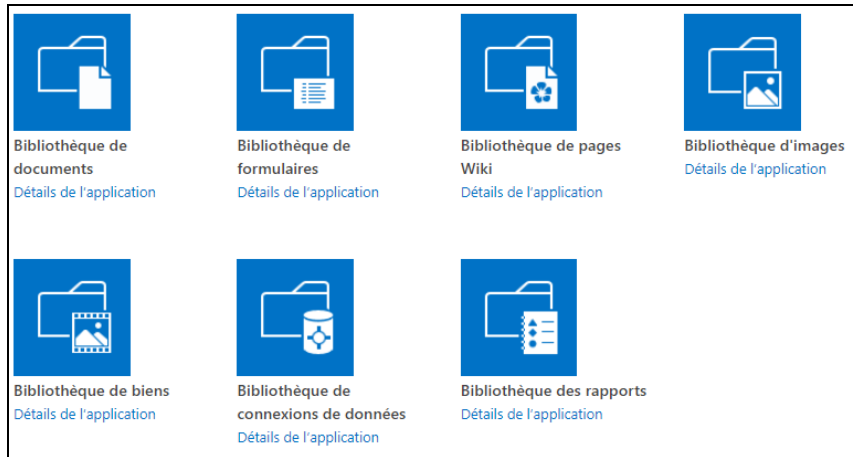 Bibliothèque de
documents
Détails de l'application
Bibliothèque de
formulaires
Détails de l'application
Bibliothèque de pages
Wiki
Détails de l'application
Bibliothèque d'images
Détails de l'application
Bibliothèque de biens
Détails de l'application
Bibliothèque de
connexions de données
Détails de l'application
Bibliothèque des rapports
Détails de l'application